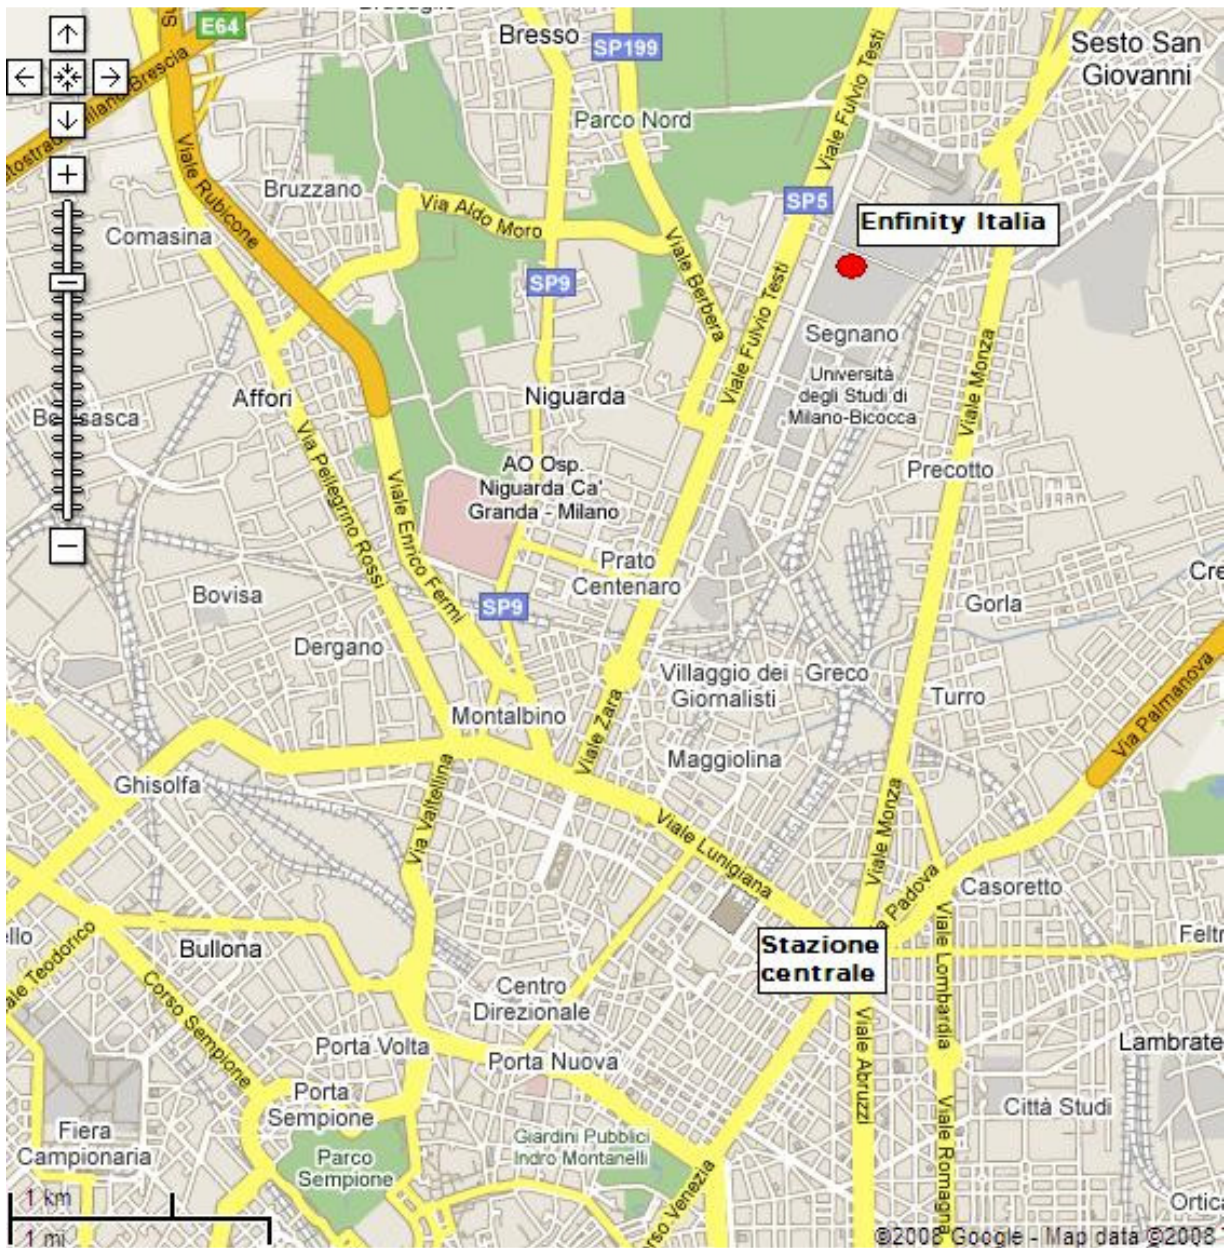 E64
Bresso
SP199
Sesto San
Giovanni
Parco Nord
Viale Fulvio Testi
Viale Rubicone
Bruzzano
Via Aldo Moro
SP5
Enfinity Italia
Comasina
Viale Berbera
SP9
Viale Fulvio Testi
Segnano
Viale Monza
Università
degli Studi di
Milano-Bicocca
Affori
Niguarda
Via Pellegrino Rossi
AO Osp.
Niguarda Ca'
Granda - Milano
Precotto
Viale Enrico Fermi
Prato
Centenaro
Cre
Bovisa
SP9
Gorla
Dergano
Villaggio dei
Giornalisti
Greco
Turro
Via Palmanova
Montalbino
Viale Zara
Maggiolina
Ghisolfa
Via Valtellina
Viale Lunigiana
Viale Monza
Padova
Casoretto
Bullona
Stazione
centrale
Viale Lombardia
Feltr
Teodorico
Corso Sempione
Centro
Direzionale
Porta Volta
Porta Nuova
Viale Abruzzi
Lambrate
Porta
Sempione
Città Studi
Fiera
Campionaria
Parco
Sempione
Giardini Pubblici
Indro Montanelli
Viale Romagna
Venezia
Ortic
1 km
1 mi
©2008 Google - Map data ©2008